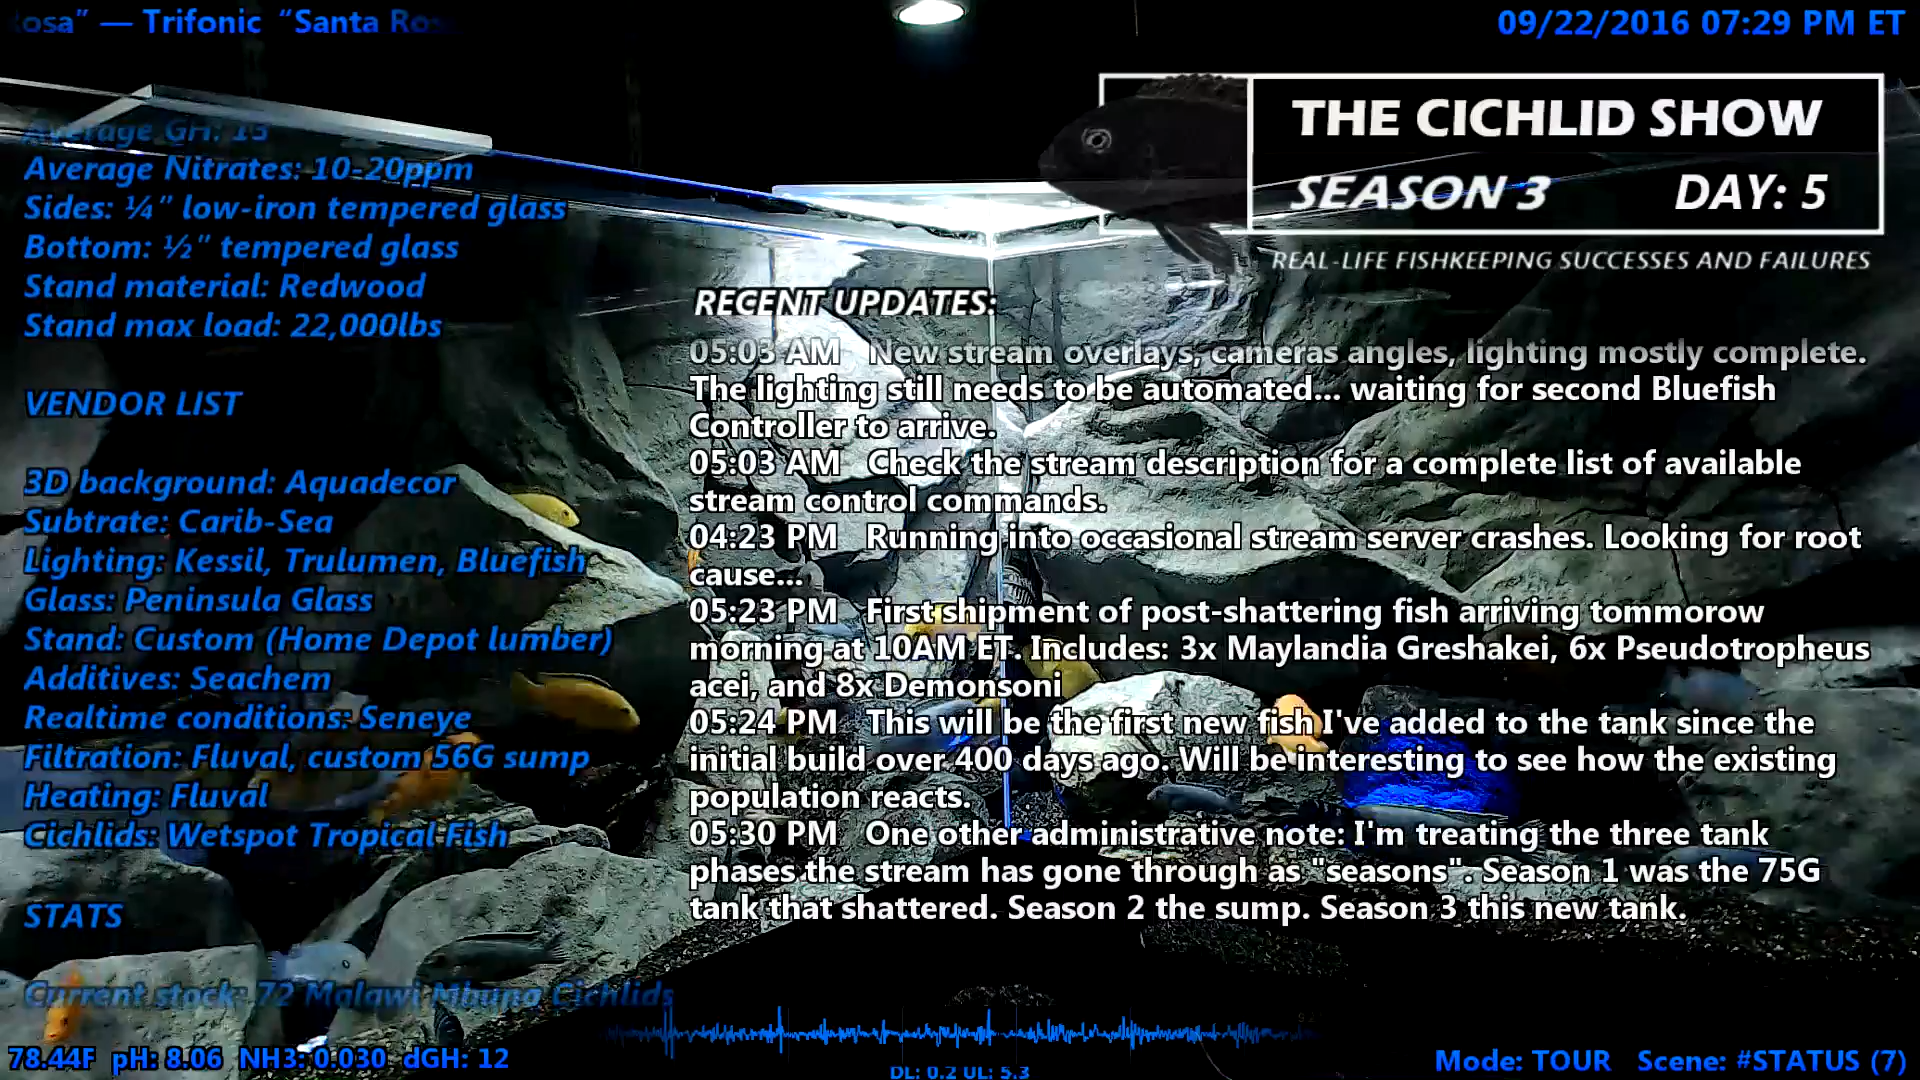 Rosa” — Trifonic “Santa Ros
09/22/2016 07:29 PM ET
THE CICHLID SHOW
SEASON 3 DAY: 5
REAL-LIFE FISHKEEPING SUCCESSES AND FAILURES
Average GH: 15
Average Nitrates: 10-20ppm
Sides: ¼” low-iron tempered glass
Bottom: ½” tempered glass
Stand material: Redwood
Stand max load: 22,000lbs
VENDOR LIST
3D background: Aquadecor
Subtrate: Carib-Sea
Lighting: Kessil, Trulumen, Bluefish
Glass: Peninsula Glass
Stand: Custom (Home Depot lumber)
Additives: Seachem
Realtime conditions: Seneye
Filtration: Fluval, custom 56G sump
Heating: Fluval
Cichlids: Wetspot Tropical Fish
STATS
Current stock: 72 Malawi Mbuna Cichlids
RECENT UPDATES:
05:03 AM New stream overlays, cameras angles, lighting mostly complete.
The lighting still needs to be automated... waiting for second Bluefish
Controller to arrive.
05:03 AM Check the stream description for a complete list of available
stream control commands.
04:23 PM Running into occasional stream server crashes. Looking for root
cause...
05:23 PM First shipment of post-shattering fish arriving tommorow
morning at 10AM ET. Includes: 3x Maylandia Greshakei, 6x Pseudotropheus
acei, and 8x Demonsoni
05:24 PM This will be the first new fish I've added to the tank since the
initial build over 400 days ago. Will be interesting to see how the existing
population reacts.
05:30 PM One other administrative note: I'm treating the three tank
phases the stream has gone through as "seasons". Season 1 was the 75G
tank that shattered. Season 2 the sump. Season 3 this new tank.
78.44F pH: 8.06 NH3: 0.030 dGH: 12
DL: 0.2 UL: 5.3
Mode: TOUR Scene: #STATUS (7)